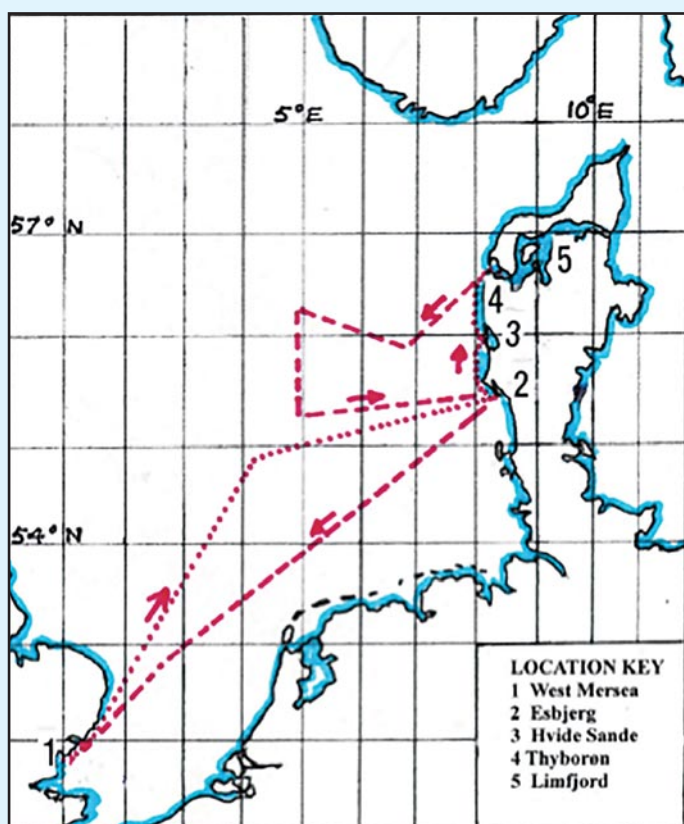 5°E
10°E
57°N
5
4
3
2
54°N
1
LOCATION KEY
1 West Mersea
2 Esbjerg
3 Hvide Sande
4 Thyborøn
5 Limfjord